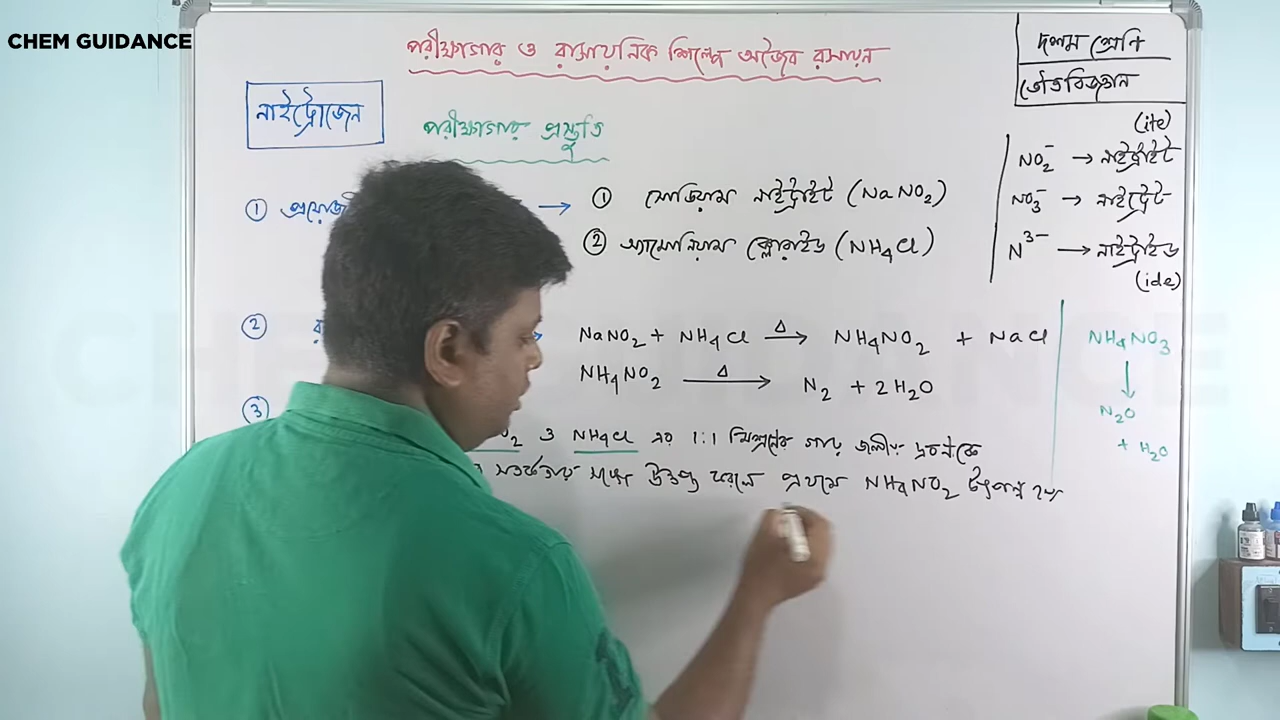 CHEM GUIDANCE
পরীক্ষাগার ও রাসায়নিক শিল্পে অজৈব রসায়ন
দশম শ্রেণি
ভৌতবিজ্ঞান
নাইট্রোজেন
পরীক্ষাগার প্রস্তুতি
(ite)
NO₂⁻ → নাইট্রাইট
NO₃⁻ → নাইট্রেট
N³⁻ → নাইট্রাইড
(ide)
① → ① সোডিয়াম নাইট্রাইট (NaNO₂)
② অ্যামোনিয়াম ক্লোরাইড (NH₄Cl)
② → NaNO₂ + NH₄Cl —Δ→ NH₄NO₂ + NaCl
NH₄NO₂ —Δ→ N₂ + 2H₂O
③
ও NH₄Cl এর 1:1 মিশ্রণের গাঢ় জলীয় দ্রবণকে
সতর্কতার সঙ্গে উত্তপ্ত করলে প্রথমে NH₄NO₂ উৎপন্ন হয়
NH₄NO₃
↓
N₂O
+ H₂O